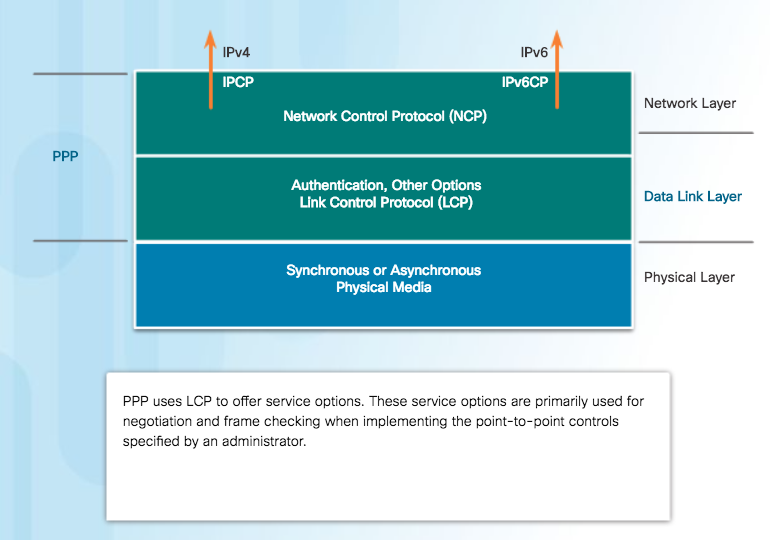 IPv4
IPv6
IPCP
IPv6CP
Network Control Protocol (NCP)
Network Layer
PPP
Authentication, Other Options
Link Control Protocol (LCP)
Data Link Layer
Synchronous or Asynchronous
Physical Media
Physical Layer
PPP uses LCP to offer service options. These service options are primarily used for
negotiation and frame checking when implementing the point-to-point controls
specified by an administrator.